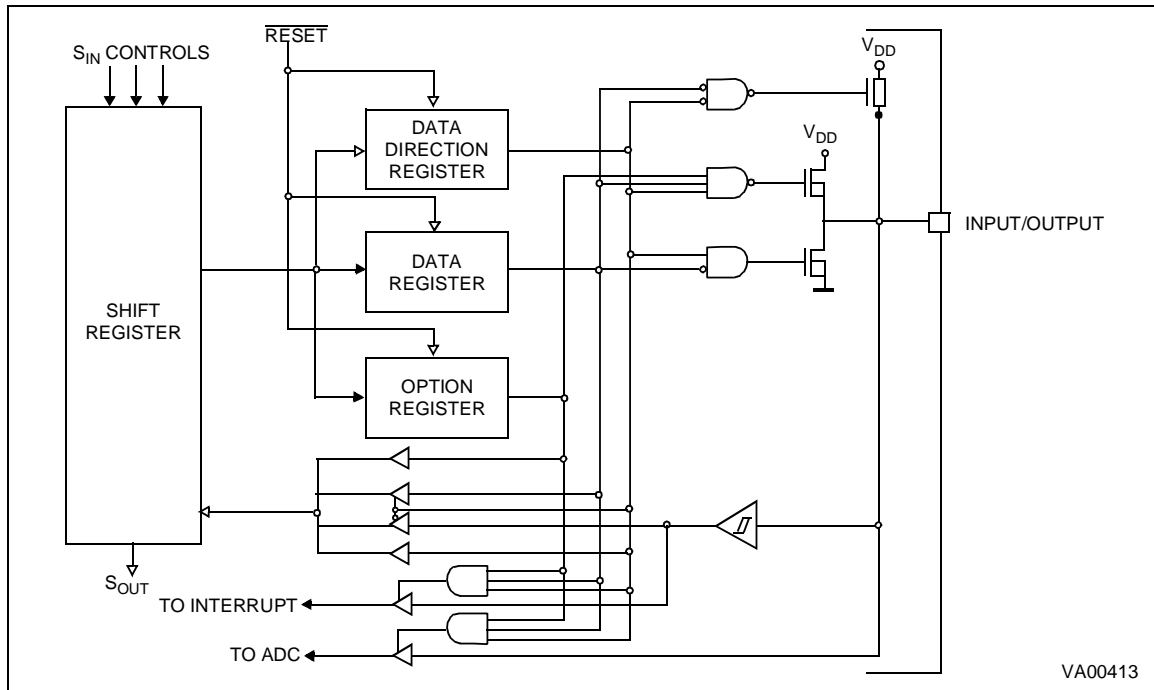 RESET
S_IN CONTROLS
V_DD
DATA
DIRECTION
REGISTER
V_DD
INPUT/OUTPUT
DATA
REGISTER
SHIFT
REGISTER
OPTION
REGISTER
S_OUT
TO INTERRUPT
TO ADC
VA00413